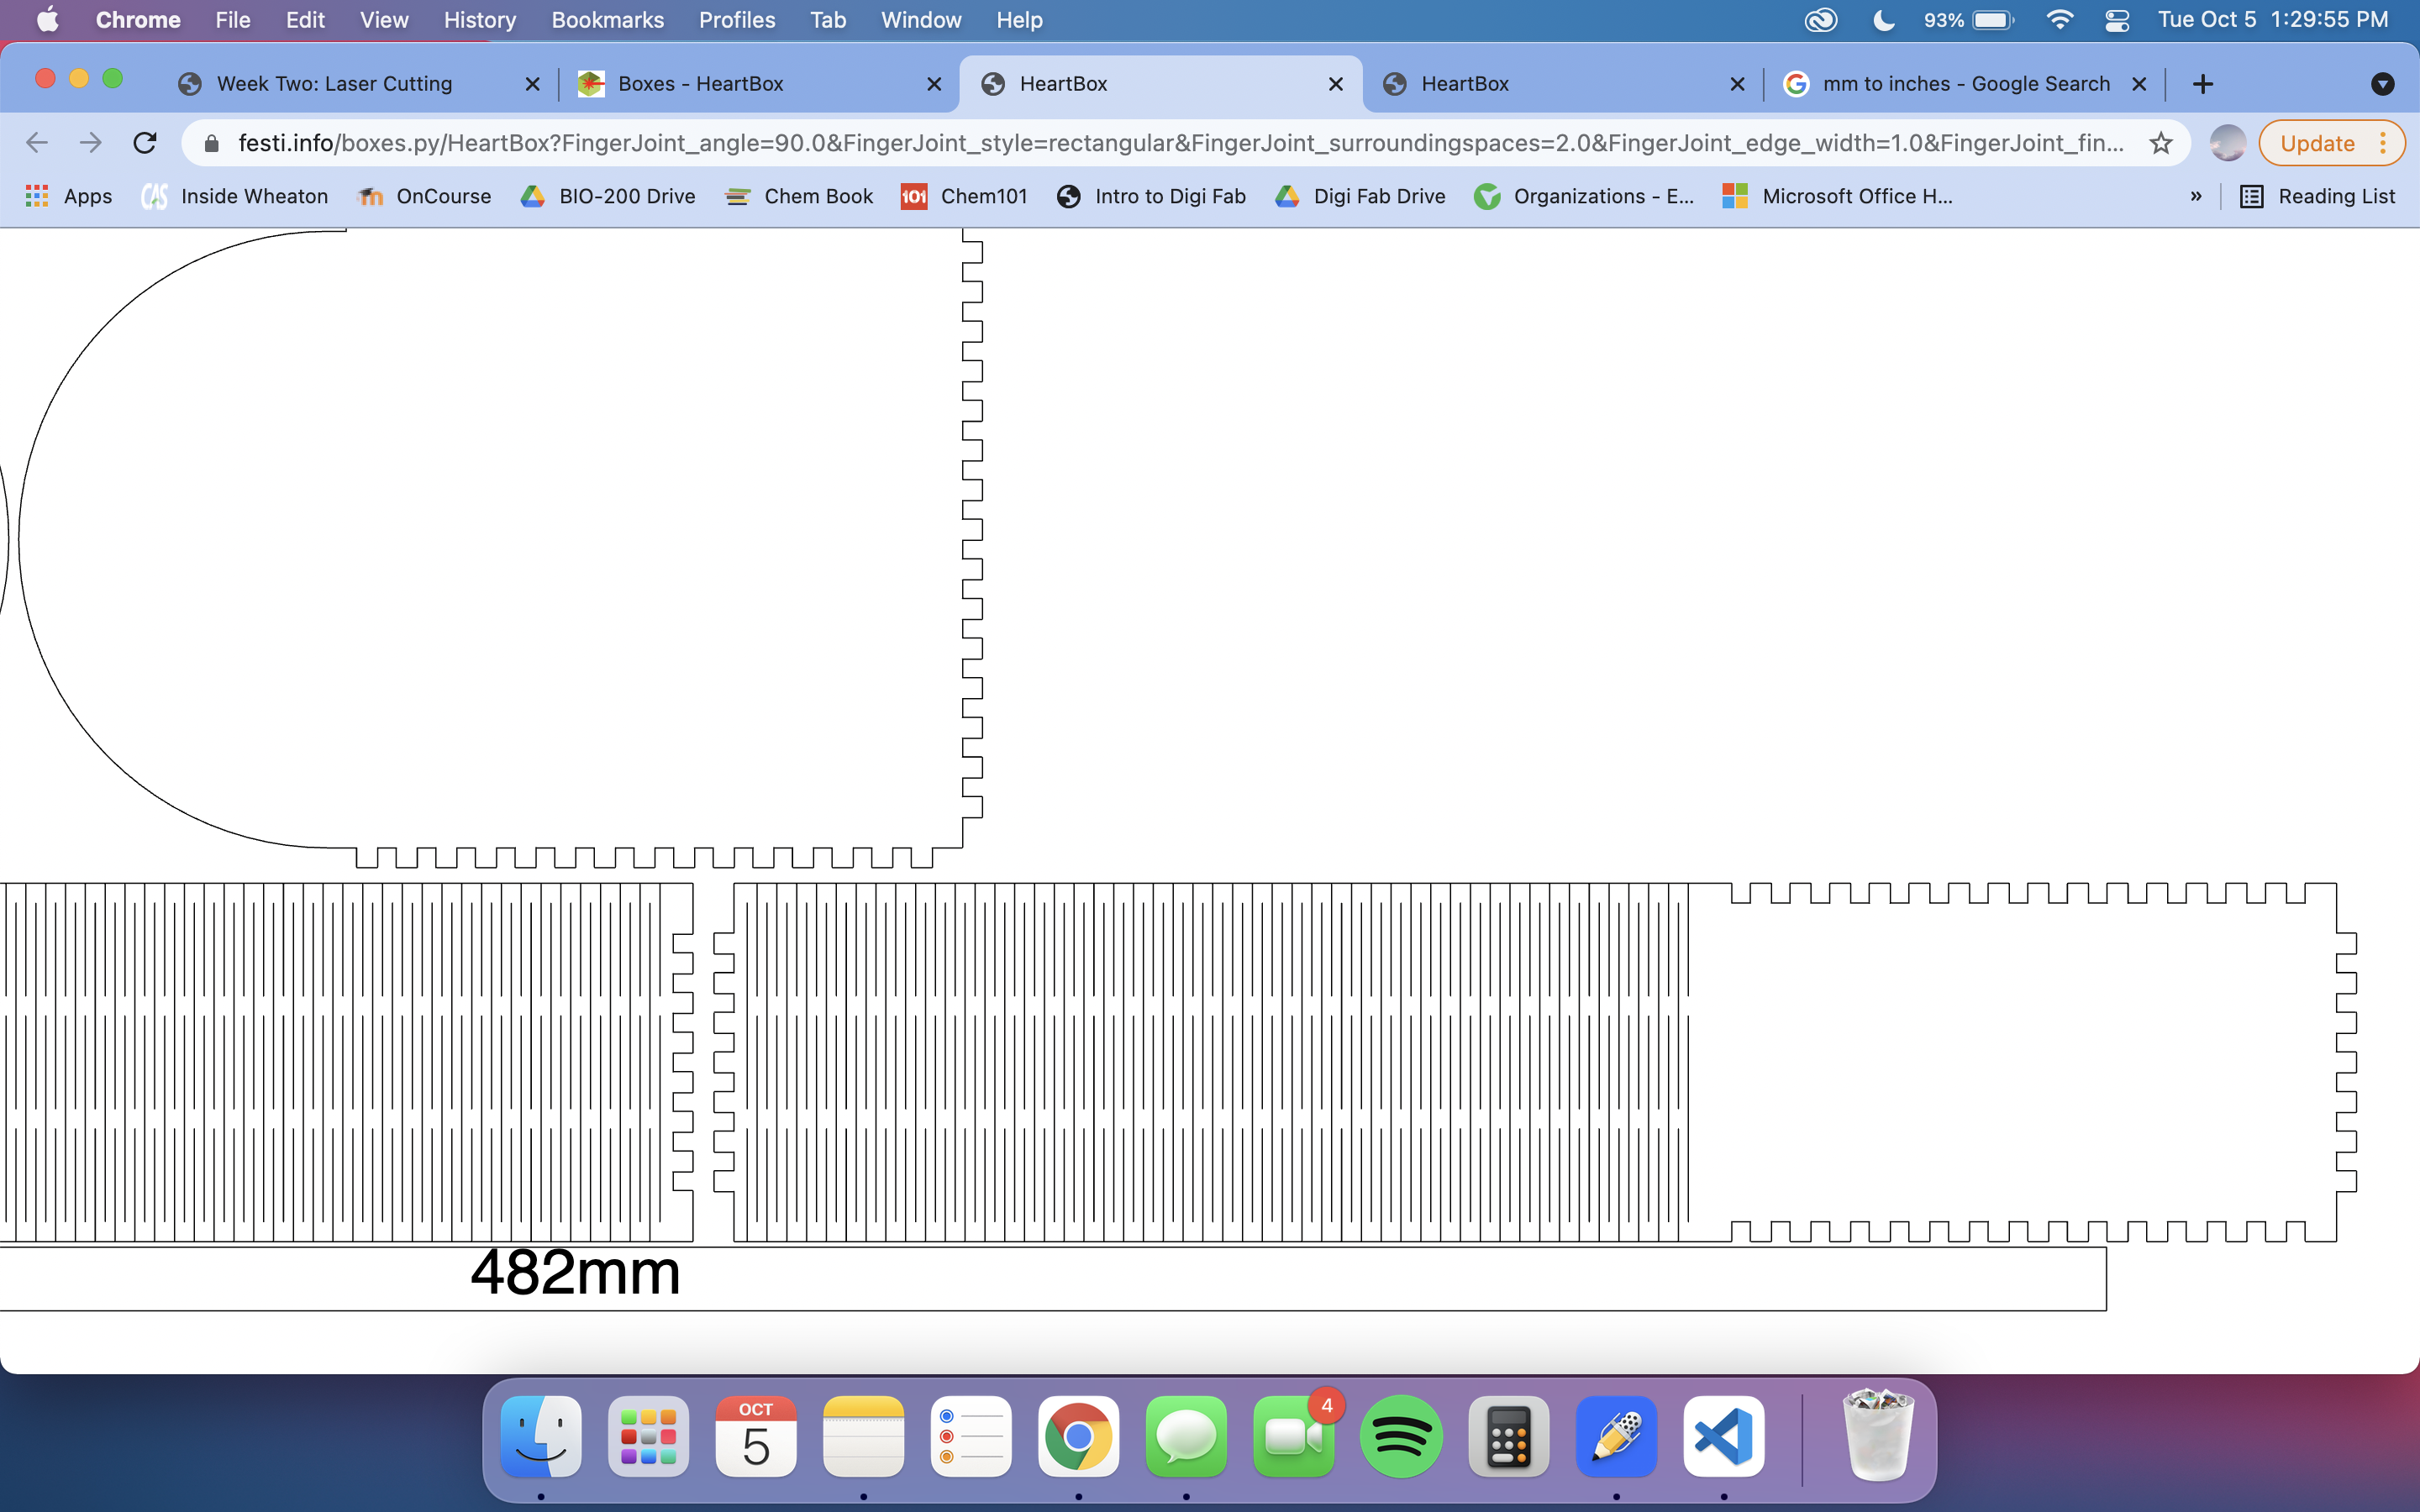 Chrome File Edit View History Bookmarks Profiles Tab Window Help 93% Tue Oct 5 1:29:55 PM
Week Two: Laser Cutting Boxes - HeartBox HeartBox HeartBox mm to inches - Google Search
festi.info/boxes.py/HeartBox?FingerJoint_angle=90.0&FingerJoint_style=rectangular&FingerJoint_surroundingspaces=2.0&FingerJoint_edge_width=1.0&FingerJoint_fin... Update
Apps CAS Inside Wheaton m OnCourse BIO-200 Drive Chem Book 101 Chem101 Intro to Digi Fab Digi Fab Drive Organizations - E... Microsoft Office H... » Reading List
482mm
OCT 4
5